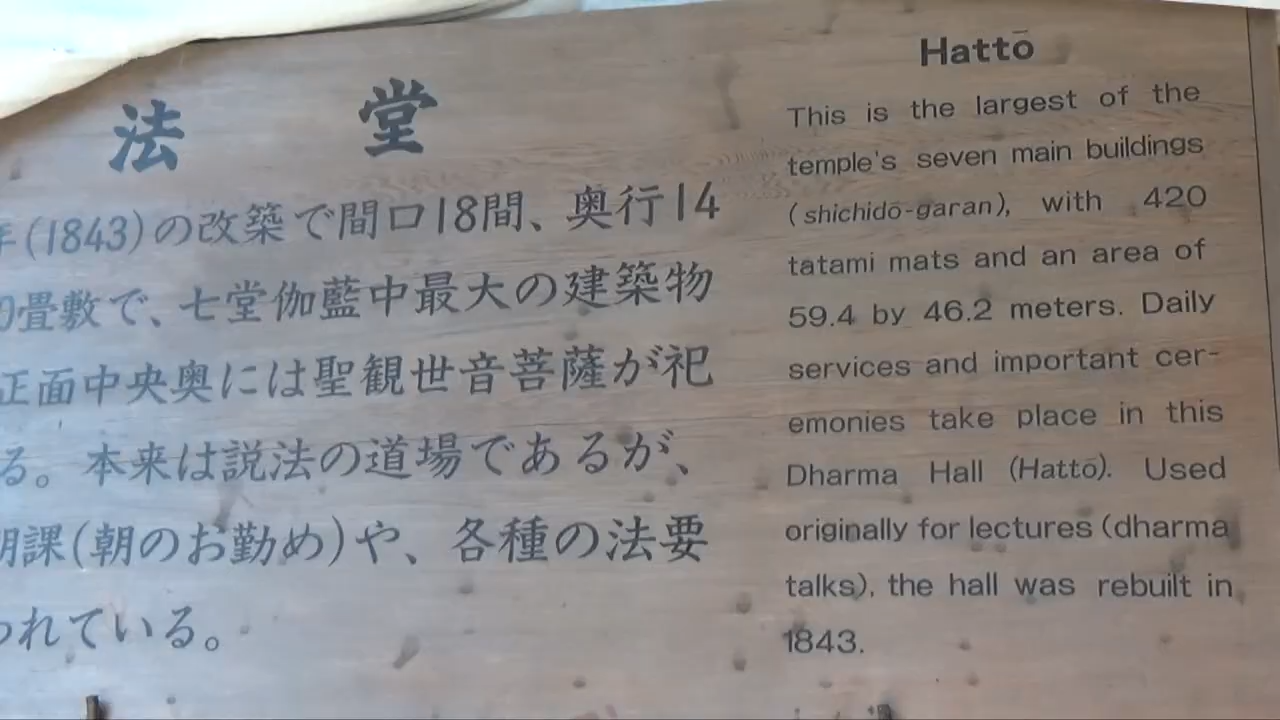 法堂
(1843)の改築で間口18間、奥行14
畳敷で、七堂伽藍中最大の建築物
正面中央奥には聖観世音菩薩が祀
る。本来は説法の道場であるが、
課(朝のお勤め)や、各種の法要
れている。
Hattō
This is the largest of the
temple's seven main buildings
(shichidō-garan), with 420
tatami mats and an area of
59.4 by 46.2 meters. Daily
services and important cer-
emonies take place in this
Dharma Hall (Hattō). Used
originally for lectures (dharma
talks), the hall was rebuilt in
1843.